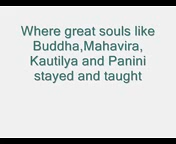 Where great souls like
Buddha,Mahavira,
Kautilya and Panini
stayed and taught